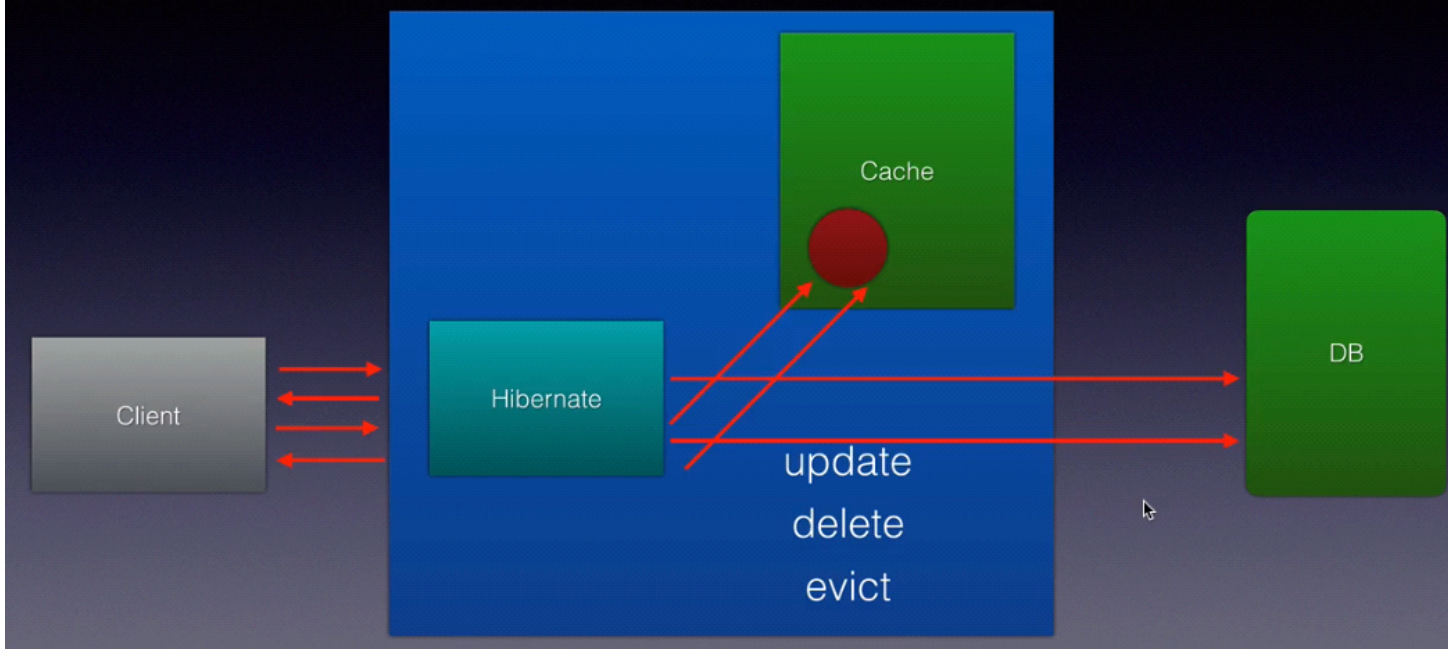 Cache
DB
Hibernate
Client
update
delete
evict